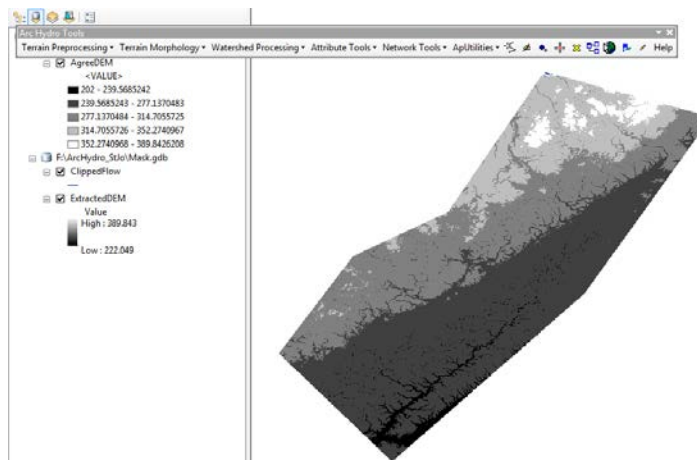 Arc Hydro Tools
Terrain Preprocessing Terrain Morphology Watershed Processing Attribute Tools Network Tools ApUtilities Help
AgreeDEM
<VALUE>
202 - 239.5685242
239.5685243 - 277.1370483
277.1370484 - 314.7055725
314.7055726 - 352.2740967
352.2740968 - 389.8426208
F:\ArcHydro_StJo\Mask.gdb
ClippedFlow
ExtractedDEM
Value
High : 389.843
Low : 222.049